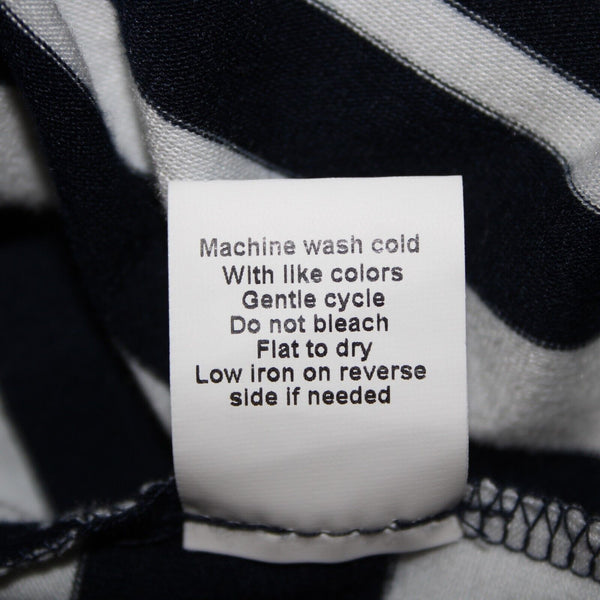 Machine wash cold
With like colors
Gentle cycle
Do not bleach
Flat to dry
Low iron on reverse
side if needed